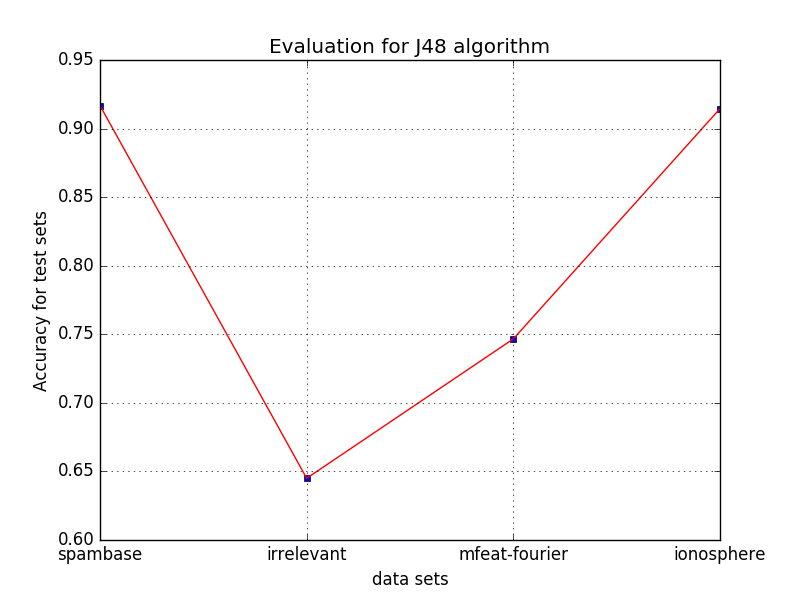 Evaluation for J48 algorithm
0.95
0.90
0.85
0.80
0.75
0.70
0.65
0.60
Accuracy for test sets
spambase irrelevant mfeat-fourier ionosphere
data sets